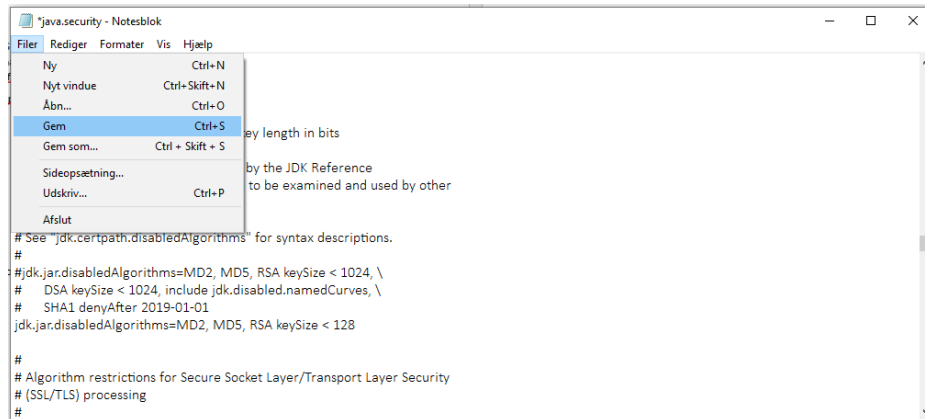 *java.security - Notesblok
Filer Rediger Formater Vis Hjælp
Ny Ctrl+N
Nyt vindue Ctrl+Skift+N
Åbn... Ctrl+O
Gem Ctrl+S
Gem som... Ctrl + Skift + S
Sideopsætning...
Udskriv... Ctrl+P
Afslut
key length in bits
by the JDK Reference
to be examined and used by other
# See "jdk.certpath.disabledAlgorithms" for syntax descriptions.
#
#jdk.jar.disabledAlgorithms=MD2, MD5, RSA keySize < 1024, \
# DSA keySize < 1024, include jdk.disabled.namedCurves, \
# SHA1 denyAfter 2019-01-01
jdk.jar.disabledAlgorithms=MD2, MD5, RSA keySize < 128
#
# Algorithm restrictions for Secure Socket Layer/Transport Layer Security
# (SSL/TLS) processing
#